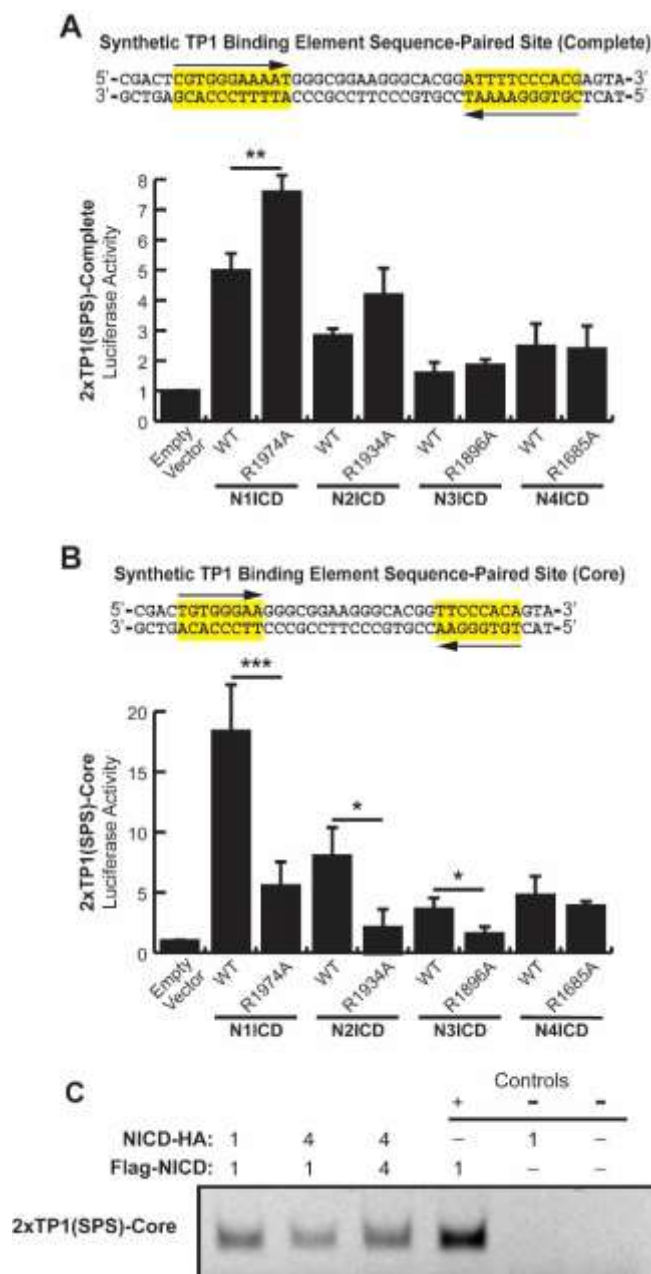 A
Synthetic TP1 Binding Element Sequence-Paired Site (Complete)
5'-CGACTCGTGGGAAAATGGGCGGAAGGGCACGGATTTTCCCACGAGTA-3'
3'-GCTGAGCACCCTTTTACCCGCCTTCCCGTGCCTAAAAGGGTGCTCAT-5'
**
2xTP1(SPS)-Complete
Luciferase Activity
8
7
6
5
4
3
2
1
0
Empty Vector
WT
R1974A
WT
R1934A
WT
R1896A
WT
R1685A
N1ICD
N2ICD
N3ICD
N4ICD
B
Synthetic TP1 Binding Element Sequence-Paired Site (Core)
5'-CGACTGTGGGAAGGGCGGAAGGGCACGGTTCCCACAGTA-3'
3'-GCTGACACCCTTCCCGCCTTCCCGTGCCAAGGGTGTCAT-5'
***
*
*
2xTP1(SPS)-Core
Luciferase Activity
20
15
10
5
0
Empty Vector
WT
R1974A
WT
R1934A
WT
R1896A
WT
R1685A
N1ICD
N2ICD
N3ICD
N4ICD
C
Controls
+ - -
NICD-HA: 1 4 4 - 1 -
Flag-NICD: 1 1 4 1 - -
2xTP1(SPS)-Core